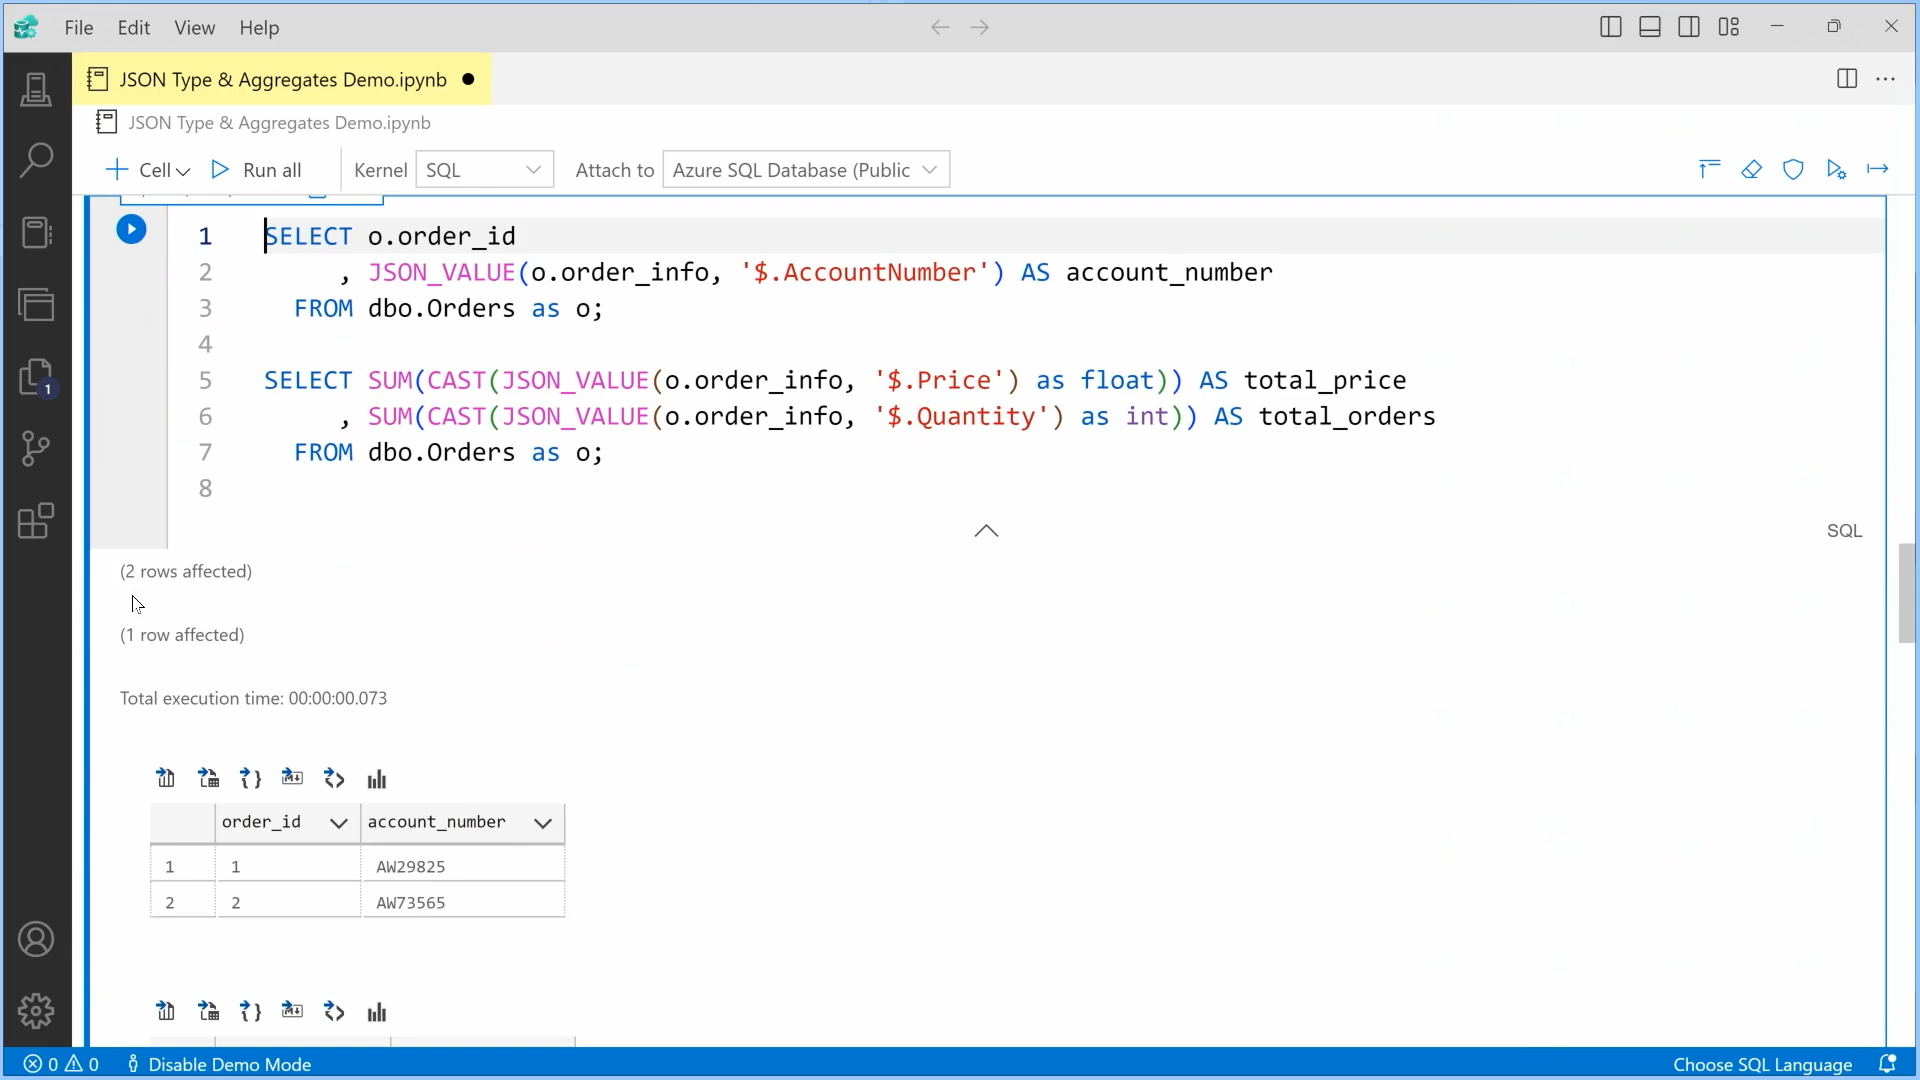 File Edit View Help
JSON Type & Aggregates Demo.ipynb
JSON Type & Aggregates Demo.ipynb
Cell Run all Kernel SQL Attach to Azure SQL Database (Public
1 SELECT o.order_id
2 , JSON_VALUE(o.order_info, '$.AccountNumber') AS account_number
3 FROM dbo.Orders as o;
4
5 SELECT SUM(CAST(JSON_VALUE(o.order_info, '$.Price') as float)) AS total_price
6 , SUM(CAST(JSON_VALUE(o.order_info, '$.Quantity') as int)) AS total_orders
7 FROM dbo.Orders as o;
8
SQL
(2 rows affected)
(1 row affected)
Total execution time: 00:00:00.073
order_id account_number
1 1 AW29825
2 2 AW73565
1
0 0 Disable Demo Mode Choose SQL Language